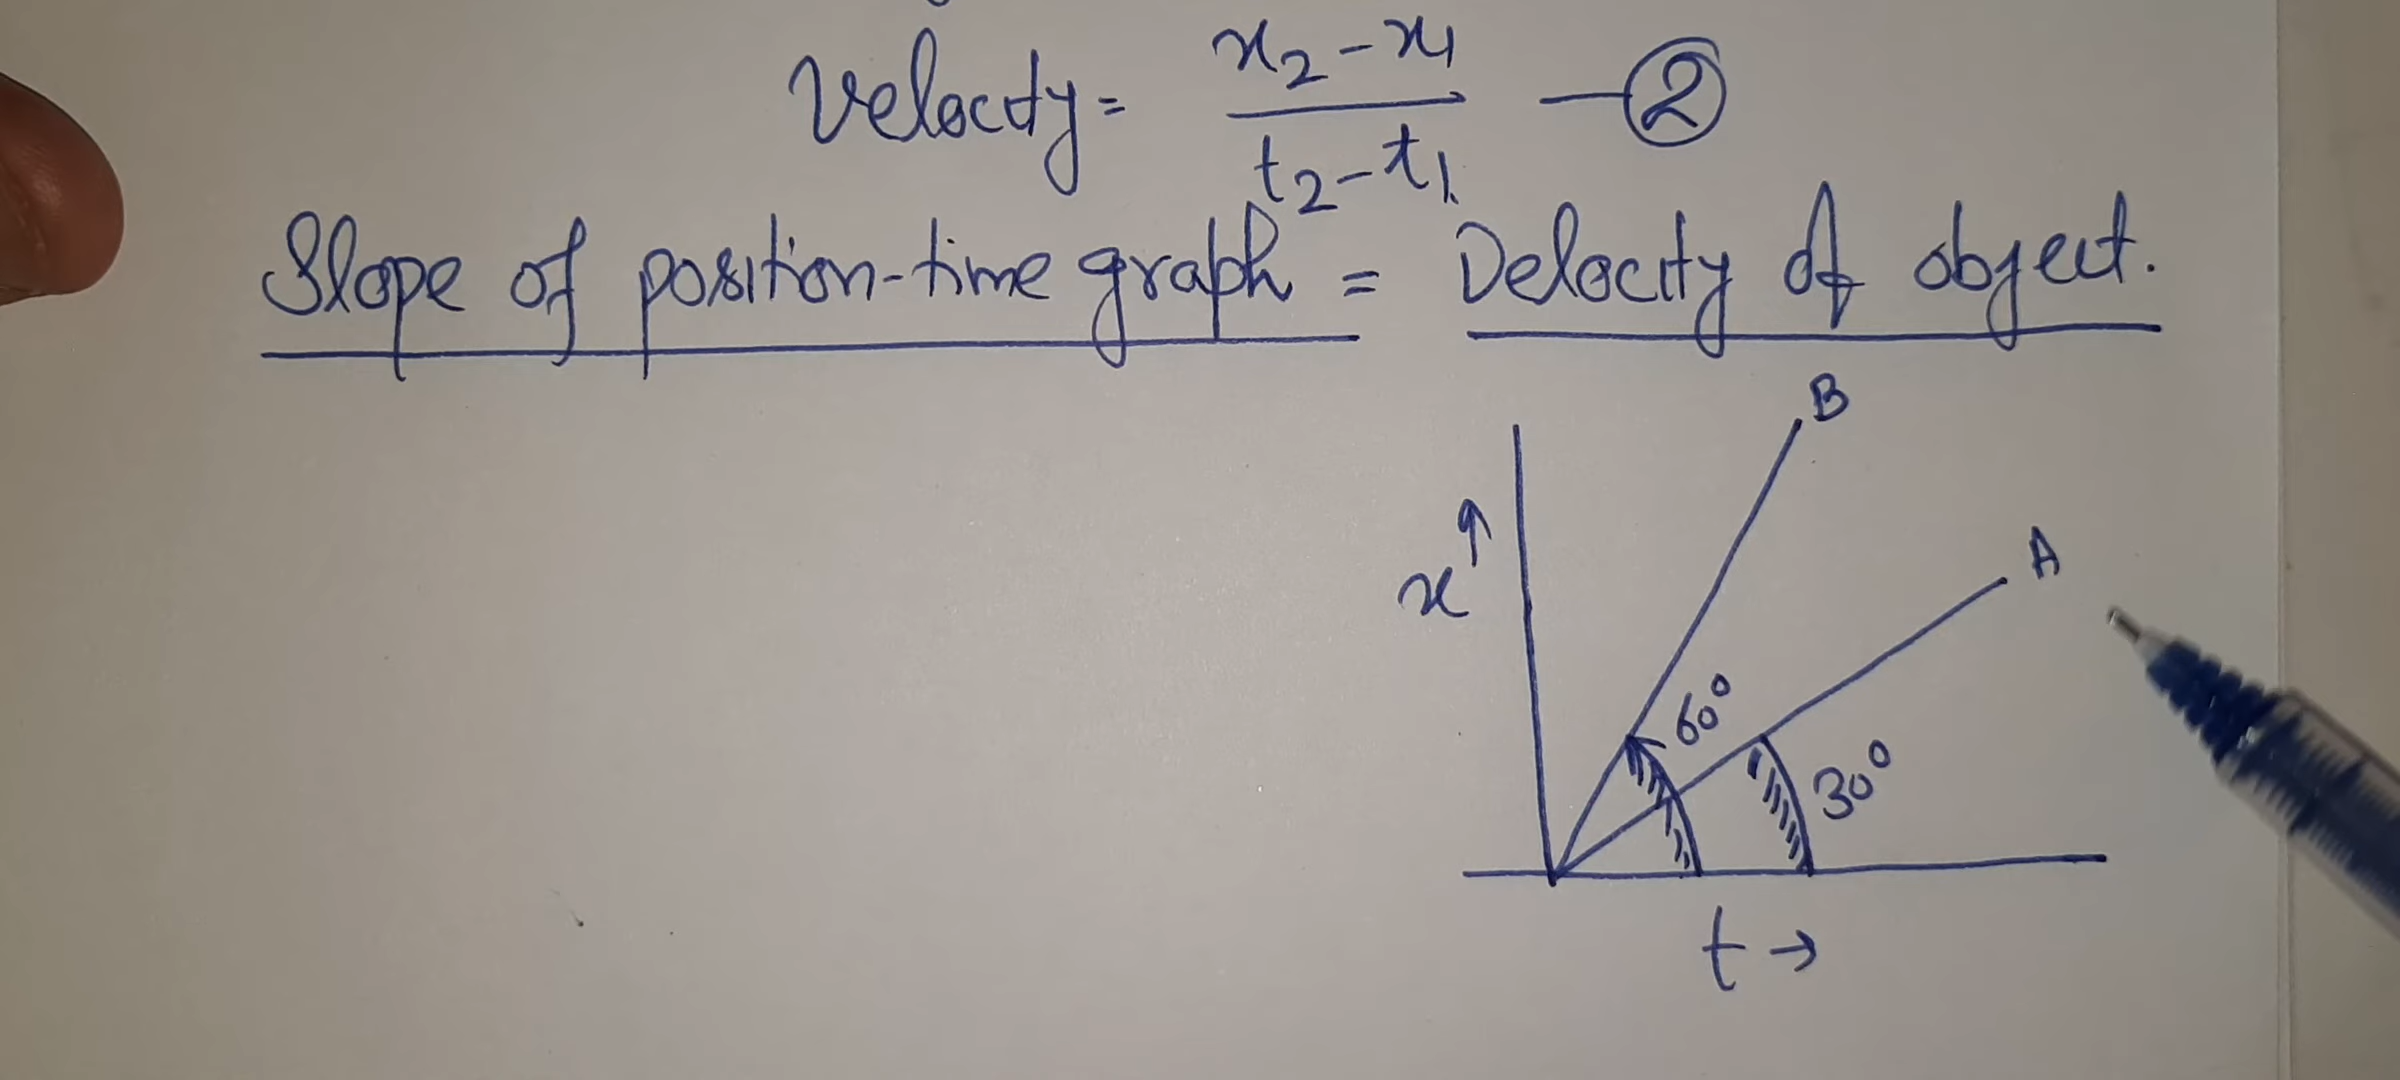 Velocity = x2 - x1 / t2 - t1 — ②
Slope of position-time graph = Velocity of object.
B
A
x ↑
60°
30°
t →